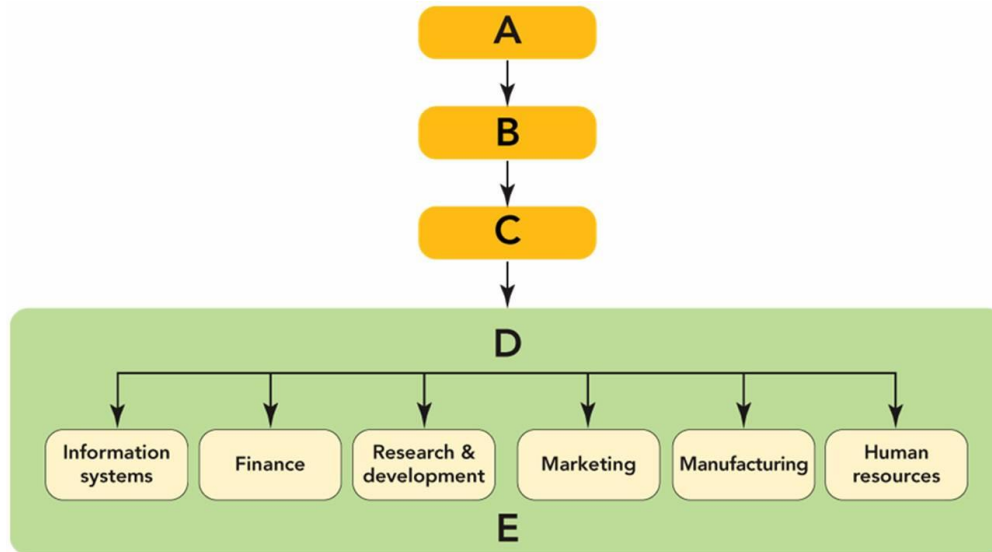 A
B
C
D
Information
systems
Finance
Research &
development
Marketing
Manufacturing
Human
resources
E